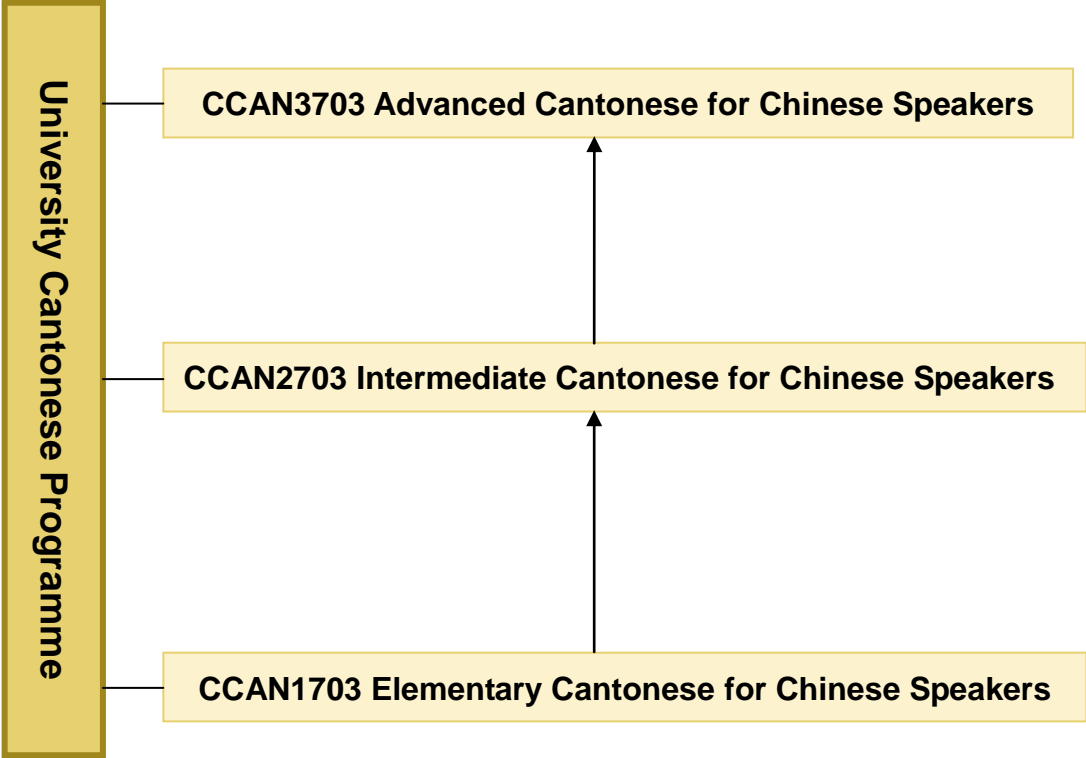 University Cantonese Programme
CCAN3703 Advanced Cantonese for Chinese Speakers
CCAN2703 Intermediate Cantonese for Chinese Speakers
CCAN1703 Elementary Cantonese for Chinese Speakers